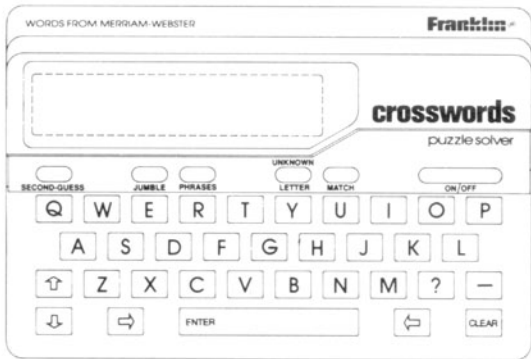 WORDS FROM MERRIAM-WEBSTER Franklin
crosswords
puzzle solver
UNKNOWN
SECOND-GUESS JUMBLE PHRASES LETTER MATCH ON/OFF
Q W E R T Y U I O P
A S D F G H J K L
⇧ Z X C V B N M ? —
⇩ ⇨ ENTER ⇦ CLEAR